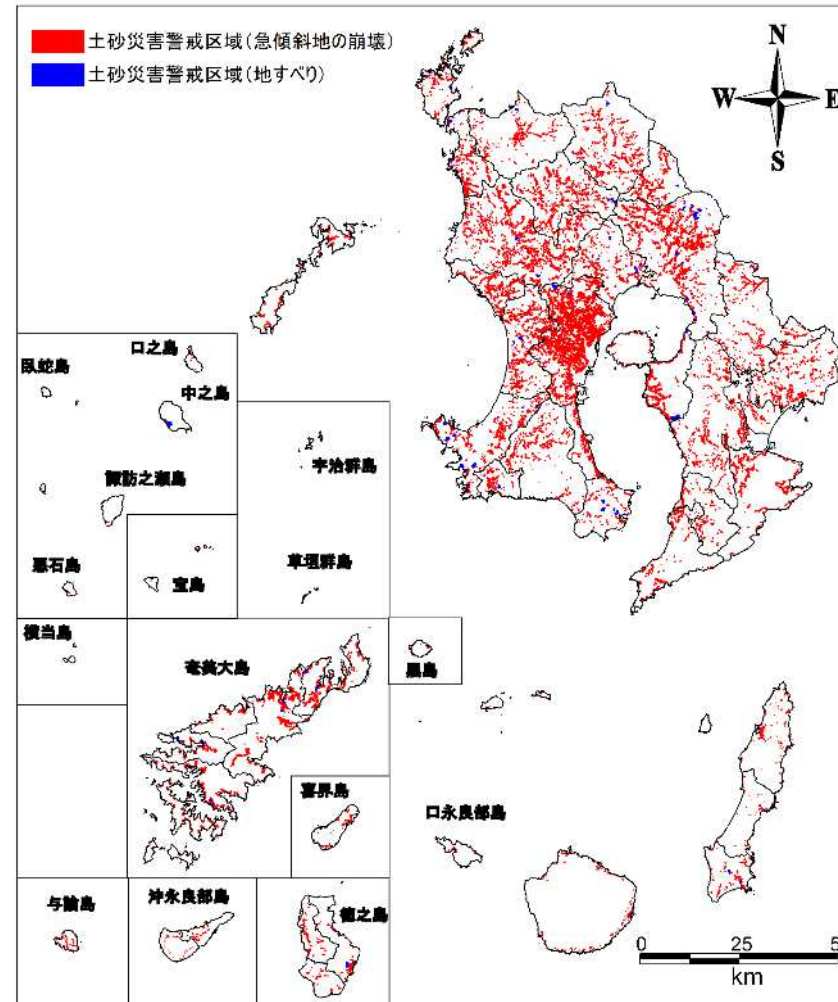 土砂災害警戒区域(急傾斜地の崩壊)
土砂災害警戒区域(地すべり)
N
W E
S
口之島
臥蛇島
中之島
諏訪之瀬島
宇治群島
悪石島
宝島
草垣群島
横当島
奄美大島
黒島
喜界島
口永良部島
与論島
沖永良部島
徳之島
0 25 5
km